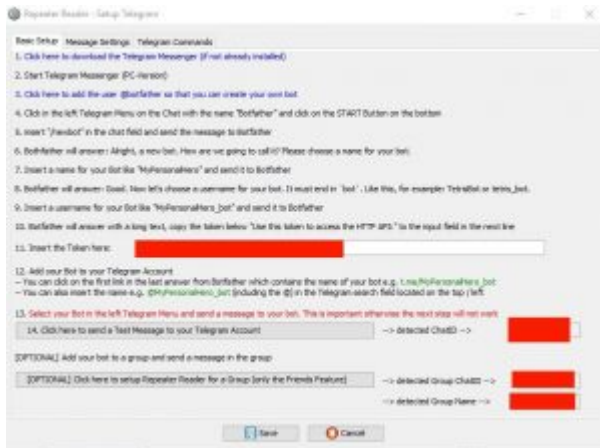 Repeater Reader - Setup Telegram
Basic Setup Message Settings Telegram Commands
1. Click here to download the Telegram Messenger (if not already installed)
2. Start Telegram Messenger (PC-Version)
3. Click here to add the user @botfather so that you can create your own bot
4. Click in the left Telegram Menu on the Chat with the name "Botfather" and click on the START Button on the bottom
5. Insert "/newbot" in the chat field and send the message to Botfather
6. Bothfather will answer: Alright, a new bot. How are we going to call it? Please choose a name for your bot.
7. Insert a name for your Bot like "MyPersonalHero" and send it to Botfather
8. Botfather will answer: Good. Now let's choose a username for your bot. It must end in `bot`. Like this, for example: TetrisBot or tetris_bot.
9. Insert a username for your Bot like "MyPersonalHero_bot" and send it to Botfather
10. Botfather will answer with a long text, copy the token below "Use this token to access the HTTP API:" to the input field in the next line
11. Insert the Token here:
12. Add your Bot to your Telegram Account
-- You can click on the first link in the last answer from Botfather which contains the name of your bot e.g. t.me/MyPersonalHero_bot
-- You can also insert the name e.g. @MyPersonalHero_bot (including the @) in the Telegram search field located on the top / left
13. Select your Bot in the left Telegram Menu and send a message to your bot. This is important otherwise the next step will not work
14. Click here to send a Test Message to your Telegram Account --> detected ChatID -->
[OPTIONAL] Add your bot to a group and send a message in the group
[OPTIONAL] Click here to setup Repeater Reader for a Group (only the Friends Feature) --> detected Group ChatID -->
--> detected Group Name -->
Save Cancel